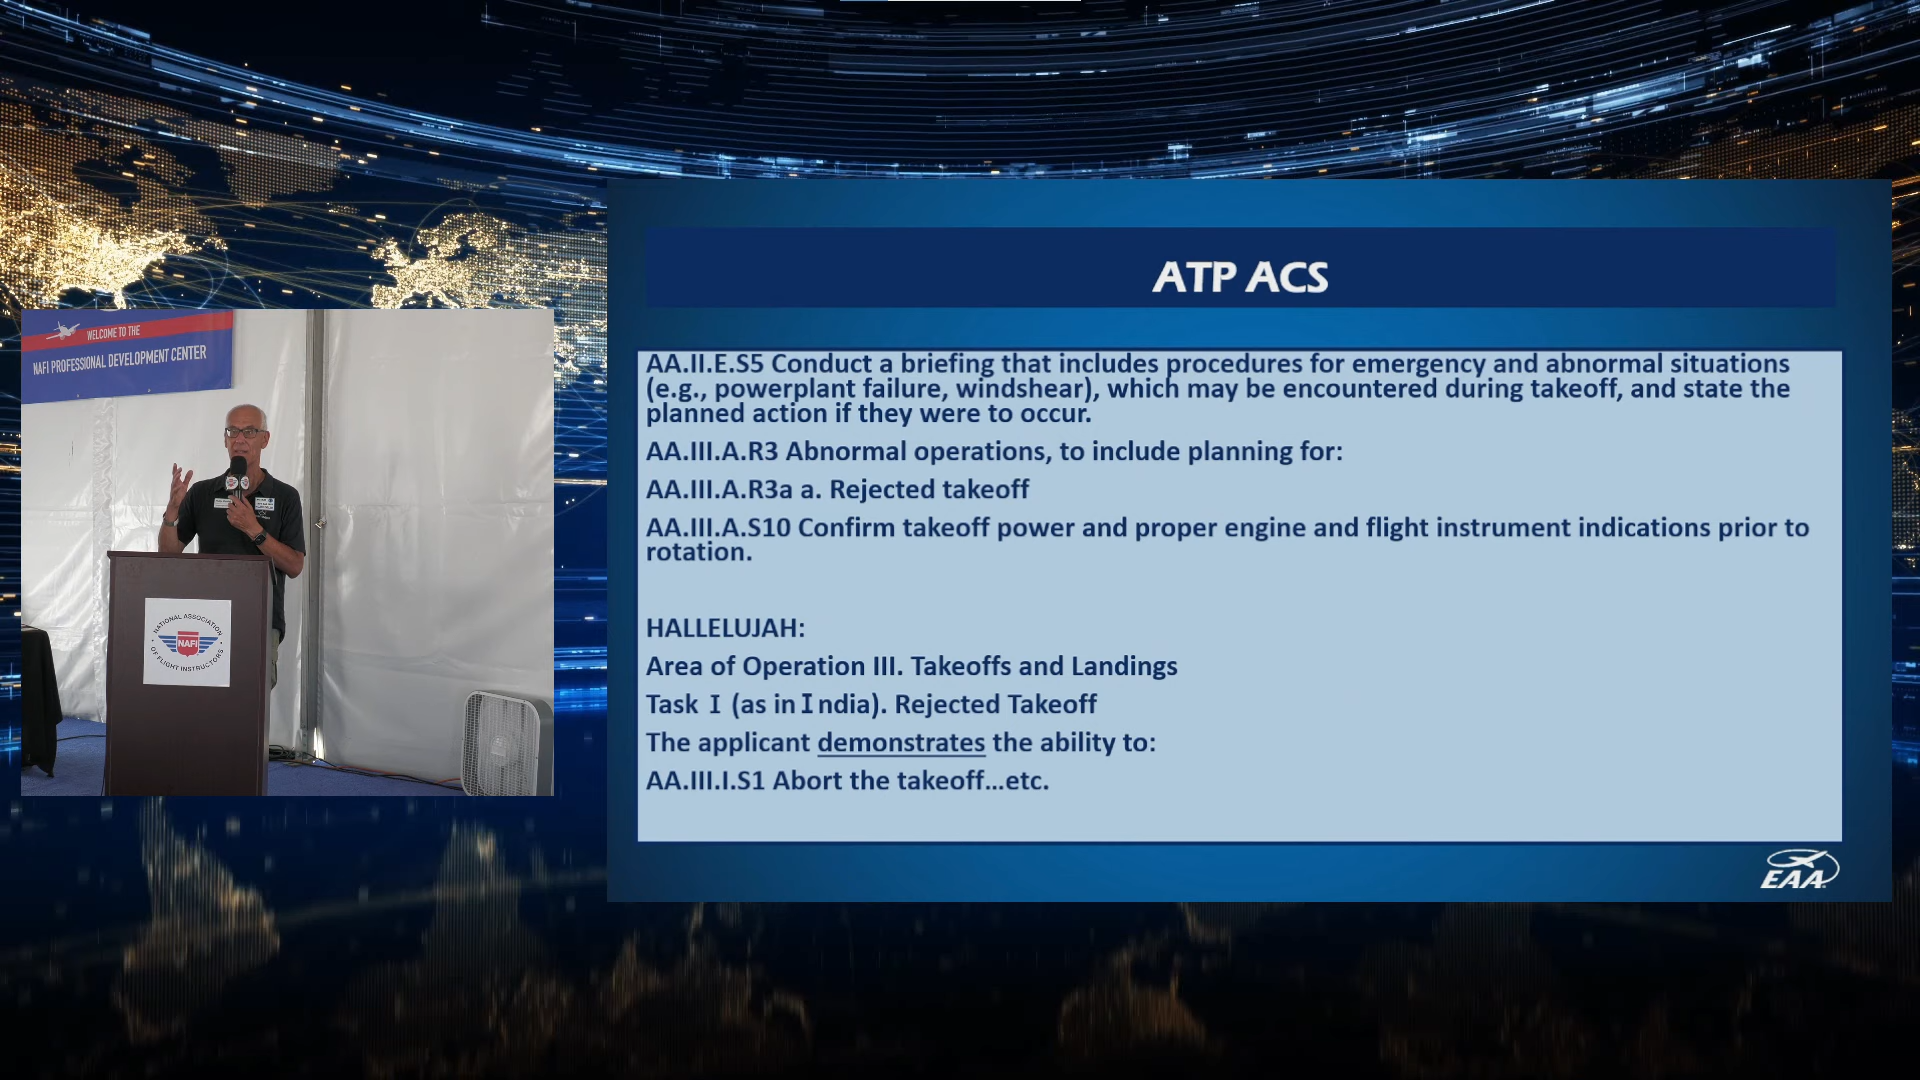 WELCOME TO THE
NAFI PROFESSIONAL DEVELOPMENT CENTER
NATIONAL ASSOCIATION
NAFI
OF FLIGHT INSTRUCTORS
ATP ACS
AA.II.E.S5 Conduct a briefing that includes procedures for emergency and abnormal situations
(e.g., powerplant failure, windshear), which may be encountered during takeoff, and state the
planned action if they were to occur.
AA.III.A.R3 Abnormal operations, to include planning for:
AA.III.A.R3a a. Rejected takeoff
AA.III.A.S10 Confirm takeoff power and proper engine and flight instrument indications prior to
rotation.
HALLELUJAH:
Area of Operation III. Takeoffs and Landings
Task I (as in India). Rejected Takeoff
The applicant demonstrates the ability to:
AA.III.I.S1 Abort the takeoff...etc.
EAA